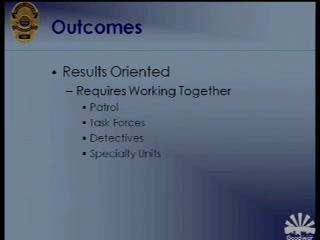 Outcomes
• Results Oriented
– Requires Working Together
• Patrol
• Task Forces
• Detectives
• Specialty Units